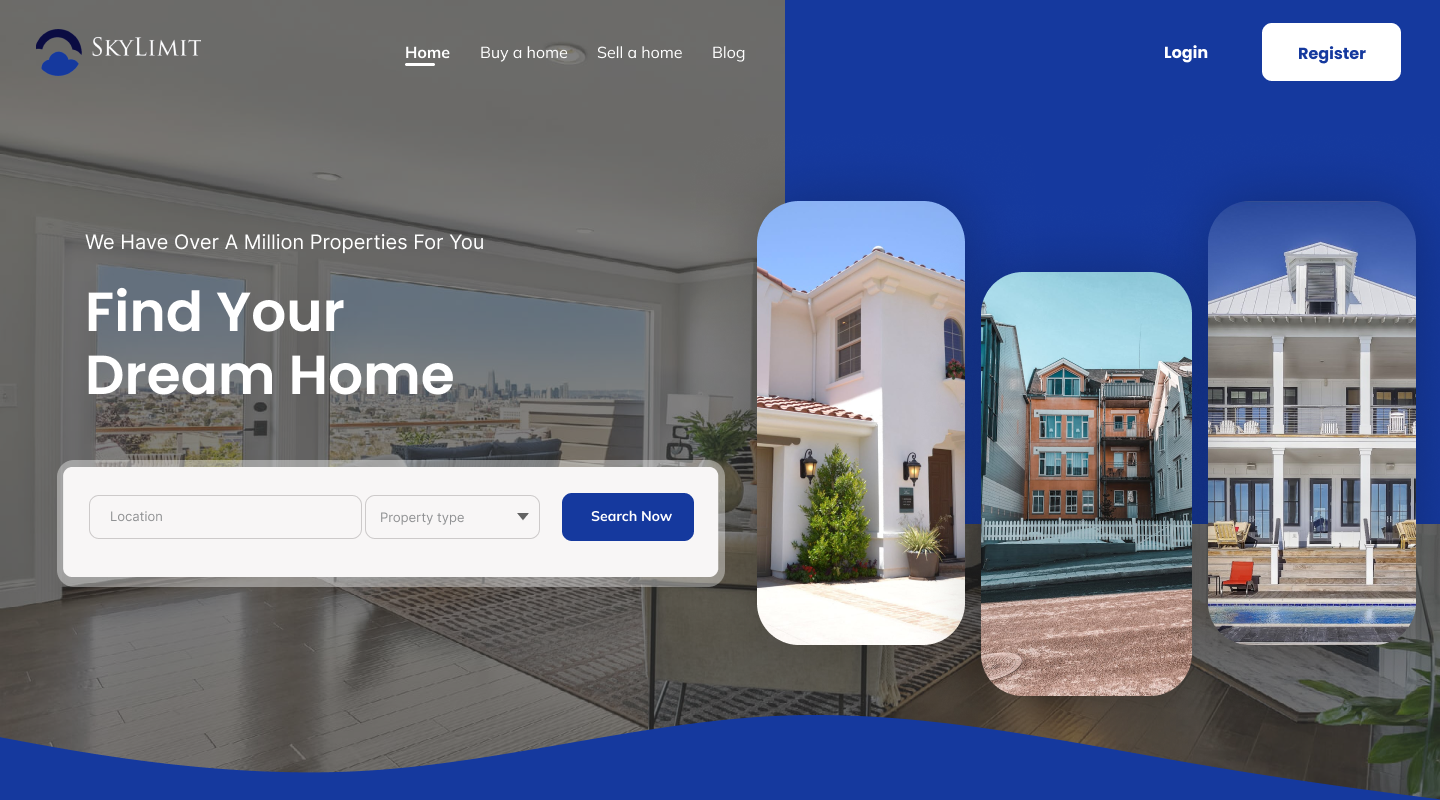 SKYLIMIT
Home Buy a home Sell a home Blog
Login
Register
We Have Over A Million Properties For You
Find Your
Dream Home
Location
Property type
Search Now